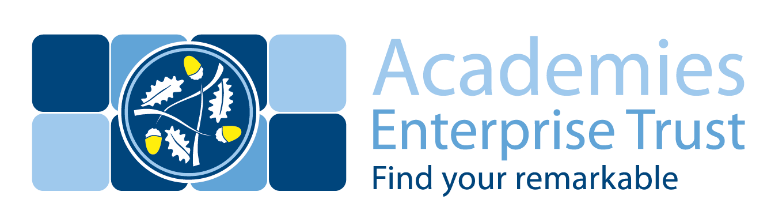 Academies
Enterprise Trust
Find your remarkable